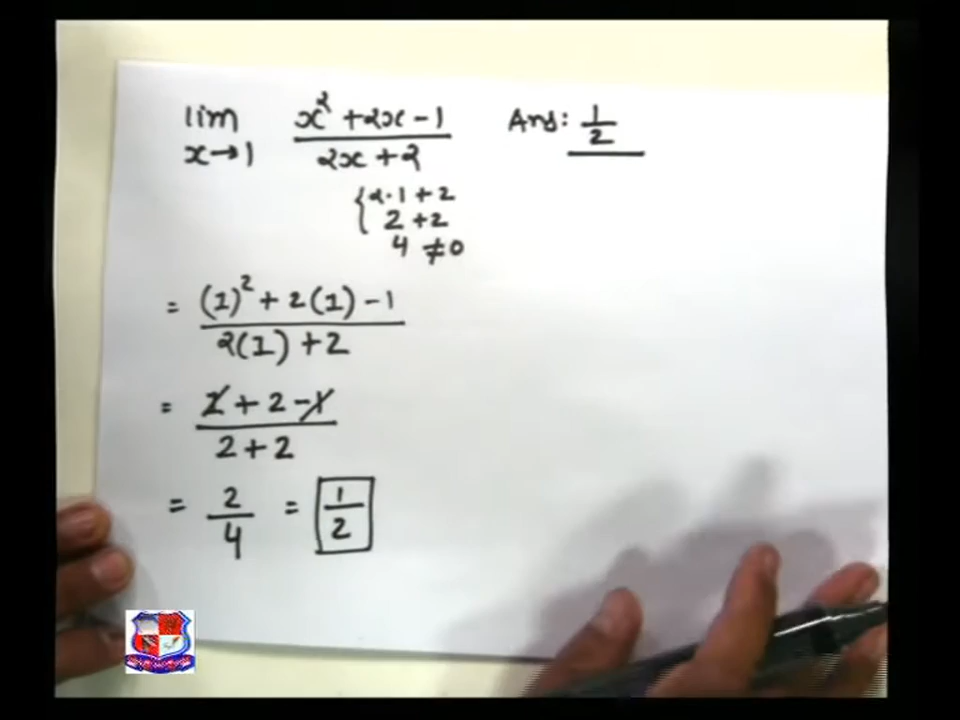 lim x→1 (x² + 2x - 1)/(2x + 2)    Ans: 1/2
{2·1 + 2
2 + 2
4 ≠ 0
= ((1)² + 2(1) - 1)/(2(1) + 2)
= (1 + 2 - 1)/(2 + 2)
= 2/4 = 1/2